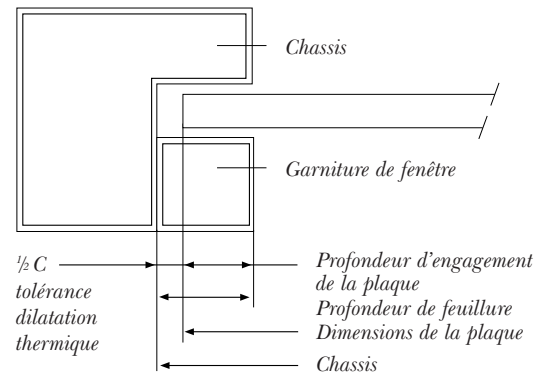 Chassis
Garniture de fenêtre
½ C
tolérance
dilatation
thermique
Profondeur d'engagement
de la plaque
Profondeur de feuillure
Dimensions de la plaque
Chassis